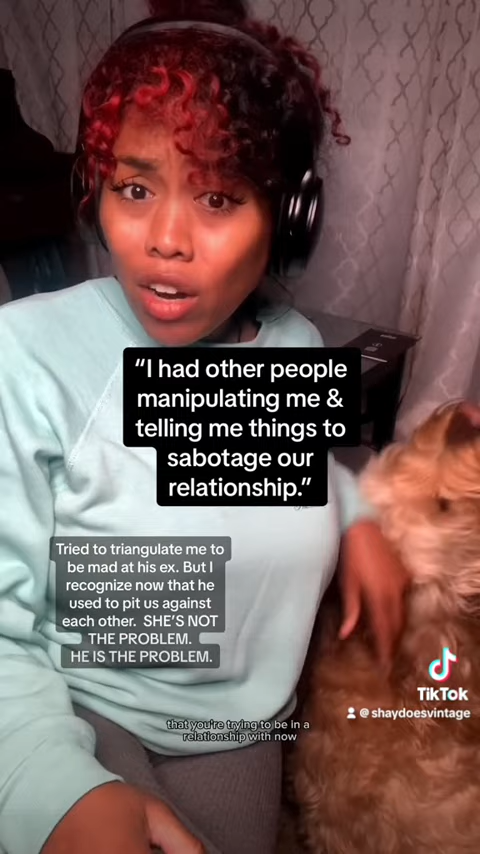 “I had other people
manipulating me &
telling me things to
sabotage our
relationship.”
Tried to triangulate me to
be mad at his ex. But I
recognize now that he
used to pit us against
each other. SHE'S NOT
THE PROBLEM.
HE IS THE PROBLEM.
TikTok
@shaydoesvintage
that you're trying to be in a
relationship with now